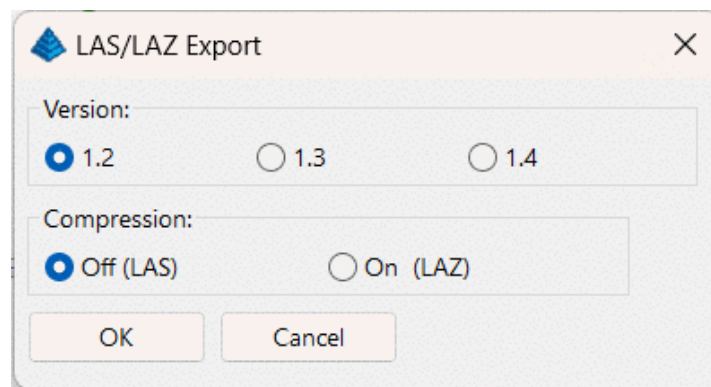 LAS/LAZ Export
Version:
1.2 1.3 1.4
Compression:
Off (LAS) On (LAZ)
OK Cancel